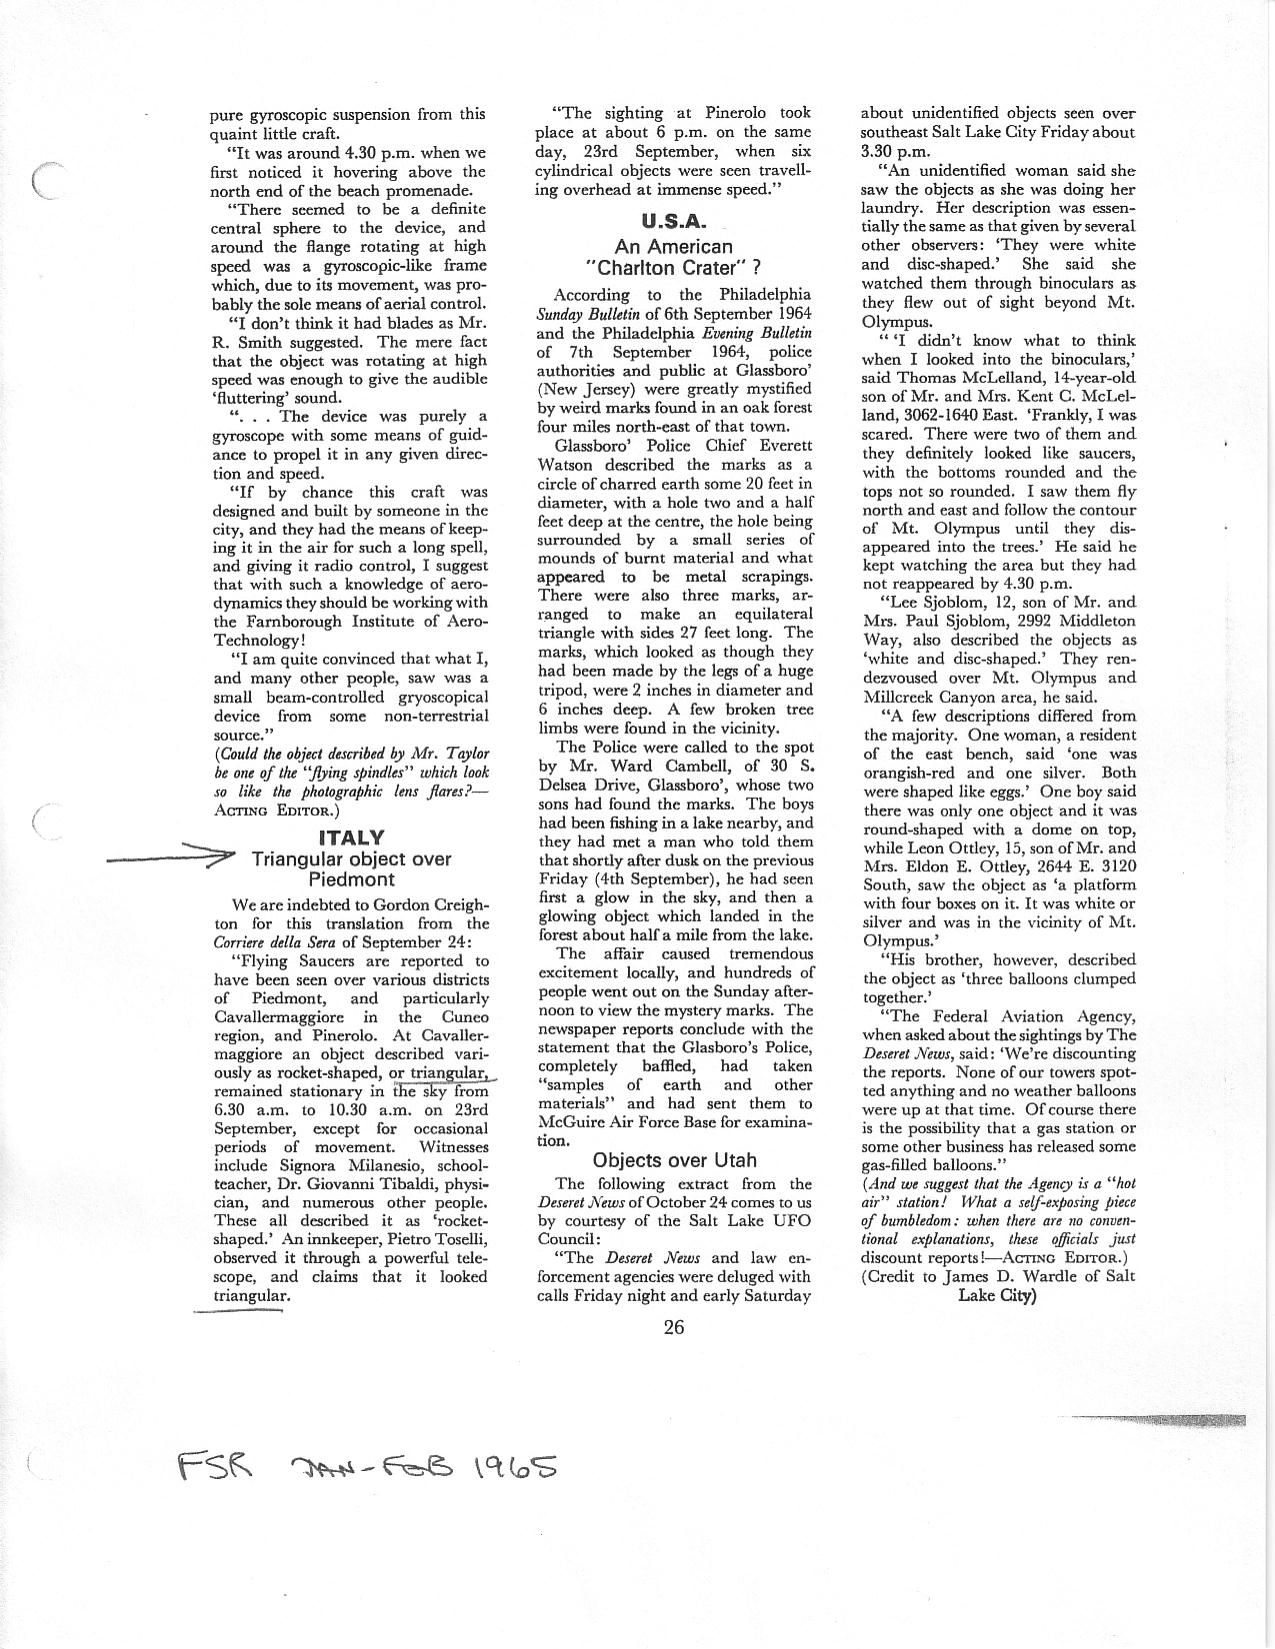 pure gyroscopic suspension from this
quaint little craft.
“It was around 4.30 p.m. when we
first noticed it hovering above the
north end of the beach promenade.
“There seemed to be a definite
central sphere to the device, and
around the flange rotating at high
speed was a gyroscopic-like frame
which, due to its movement, was pro-
bably the sole means of aerial control.
“I don’t think it had blades as Mr.
R. Smith suggested. The mere fact
that the object was rotating at high
speed was enough to give the audible
‘fluttering’ sound.
“. . . The device was purely a
gyroscope with some means of guid-
ance to propel it in any given direc-
tion and speed.
“If by chance this craft was
designed and built by someone in the
city, and they had the means of keep-
ing it in the air for such a long spell,
and giving it radio control, I suggest
that with such a knowledge of aero-
dynamics they should be working with
the Farnborough Institute of Aero-
Technology!
“I am quite convinced that what I,
and many other people, saw was a
small beam-controlled gryoscopical
device from some non-terrestrial
source.”
(Could the object described by Mr. Taylor
be one of the “flying spindles” which look
so like the photographic lens flares?—
ACTING EDITOR.)
ITALY
Triangular object over
Piedmont
We are indebted to Gordon Creigh-
ton for this translation from the
Corriere della Sera of September 24:
“Flying Saucers are reported to
have been seen over various districts
of Piedmont, and particularly
Cavallermaggiore in the Cuneo
region, and Pinerolo. At Cavaller-
maggiore an object described vari-
ously as rocket-shaped, or triangular,
remained stationary in the sky from
6.30 a.m. to 10.30 a.m. on 23rd
September, except for occasional
periods of movement. Witnesses
include Signora Milanesio, school-
teacher, Dr. Giovanni Tibaldi, physi-
cian, and numerous other people.
These all described it as ‘rocket-
shaped.’ An innkeeper, Pietro Toselli,
observed it through a powerful tele-
scope, and claims that it looked
triangular.
“The sighting at Pinerolo took
place at about 6 p.m. on the same
day, 23rd September, when six
cylindrical objects were seen travell-
ing overhead at immense speed.”
U.S.A.
An American
“Charlton Crater” ?
According to the Philadelphia
Sunday Bulletin of 6th September 1964
and the Philadelphia Evening Bulletin
of 7th September 1964, police
authorities and public at Glassboro’
(New Jersey) were greatly mystified
by weird marks found in an oak forest
four miles north-east of that town.
Glassboro’ Police Chief Everett
Watson described the marks as a
circle of charred earth some 20 feet in
diameter, with a hole two and a half
feet deep at the centre, the hole being
surrounded by a small series of
mounds of burnt material and what
appeared to be metal scrapings.
There were also three marks, ar-
ranged to make an equilateral
triangle with sides 27 feet long. The
marks, which looked as though they
had been made by the legs of a huge
tripod, were 2 inches in diameter and
6 inches deep. A few broken tree
limbs were found in the vicinity.
The Police were called to the spot
by Mr. Ward Cambell, of 30 S.
Delsea Drive, Glassboro’, whose two
sons had found the marks. The boys
had been fishing in a lake nearby, and
they had met a man who told them
that shortly after dusk on the previous
Friday (4th September), he had seen
first a glow in the sky, and then a
glowing object which landed in the
forest about half a mile from the lake.
The affair caused tremendous
excitement locally, and hundreds of
people went out on the Sunday after-
noon to view the mystery marks. The
newspaper reports conclude with the
statement that the Glasboro’s Police,
completely baffled, had taken
“samples of earth and other
materials” and had sent them to
McGuire Air Force Base for examina-
tion.
Objects over Utah
The following extract from the
Deseret News of October 24 comes to us
by courtesy of the Salt Lake UFO
Council:
“The Deseret News and law en-
forcement agencies were deluged with
calls Friday night and early Saturday
about unidentified objects seen over
southeast Salt Lake City Friday about
3.30 p.m.
“An unidentified woman said she
saw the objects as she was doing her
laundry. Her description was essen-
tially the same as that given by several
other observers: ‘They were white
and disc-shaped.’ She said she
watched them through binoculars as
they flew out of sight beyond Mt.
Olympus.
“ ‘I didn’t know what to think
when I looked into the binoculars,’
said Thomas McLelland, 14-year-old
son of Mr. and Mrs. Kent C. McLel-
land, 3062-1640 East. ‘Frankly, I was
scared. There were two of them and
they definitely looked like saucers,
with the bottoms rounded and the
tops not so rounded. I saw them fly
north and east and follow the contour
of Mt. Olympus until they dis-
appeared into the trees.’ He said he
kept watching the area but they had
not reappeared by 4.30 p.m.
“Lee Sjoblom, 12, son of Mr. and
Mrs. Paul Sjoblom, 2992 Middleton
Way, also described the objects as
‘white and disc-shaped.’ They ren-
dezvoused over Mt. Olympus and
Millcreek Canyon area, he said.
“A few descriptions differed from
the majority. One woman, a resident
of the east bench, said ‘one was
orangish-red and one silver. Both
were shaped like eggs.’ One boy said
there was only one object and it was
round-shaped with a dome on top,
while Leon Ottley, 15, son of Mr. and
Mrs. Eldon E. Ottley, 2644 E. 3120
South, saw the object as ‘a platform
with four boxes on it. It was white or
silver and was in the vicinity of Mt.
Olympus.’
“His brother, however, described
the object as ‘three balloons clumped
together.’
“The Federal Aviation Agency,
when asked about the sightings by The
Deseret News, said: ‘We’re discounting
the reports. None of our towers spot-
ted anything and no weather balloons
were up at that time. Of course there
is the possibility that a gas station or
some other business has released some
gas-filled balloons.”
(And we suggest that the Agency is a “hot
air” station! What a self-exposing piece
of bumbledom: when there are no conven-
tional explanations, these officials just
discount reports!—ACTING EDITOR.)
(Credit to James D. Wardle of Salt
Lake City)
26
FSR JAN-FEB 1965